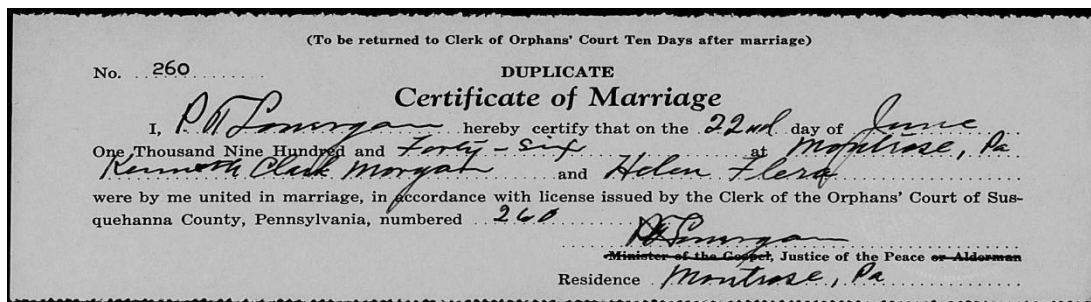 (To be returned to Clerk of Orphans' Court Ten Days after marriage)
No. 260
DUPLICATE
Certificate of Marriage
I, P A Lonergan hereby certify that on the 22nd day of June
One Thousand Nine Hundred and Forty-six at Montrose, Pa
Kenneth Clark Morgan and Helen Flora
were by me united in marriage, in accordance with license issued by the Clerk of the Orphans' Court of Sus-
quehanna County, Pennsylvania, numbered 260
Lonergan
Minister of the Gospel, Justice of the Peace or Alderman
Residence Montrose, Pa